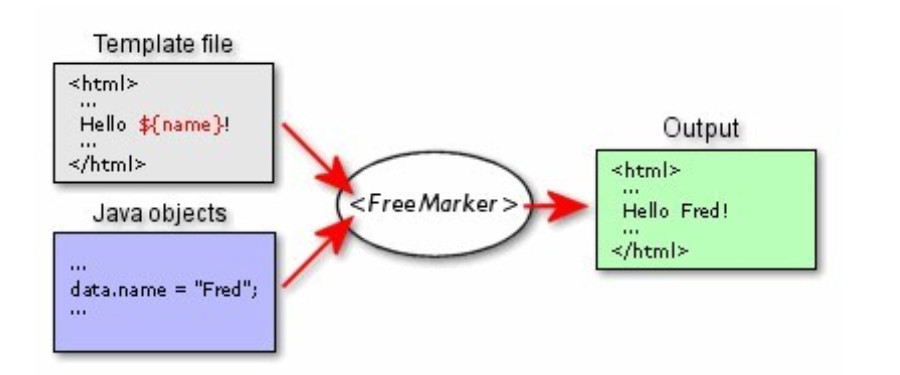 Template file
<html>
...
Hello ${name}!
...
</html>
Java objects
...
data.name = "Fred";
...
<FreeMarker>
Output
<html>
...
Hello Fred!
...
</html>